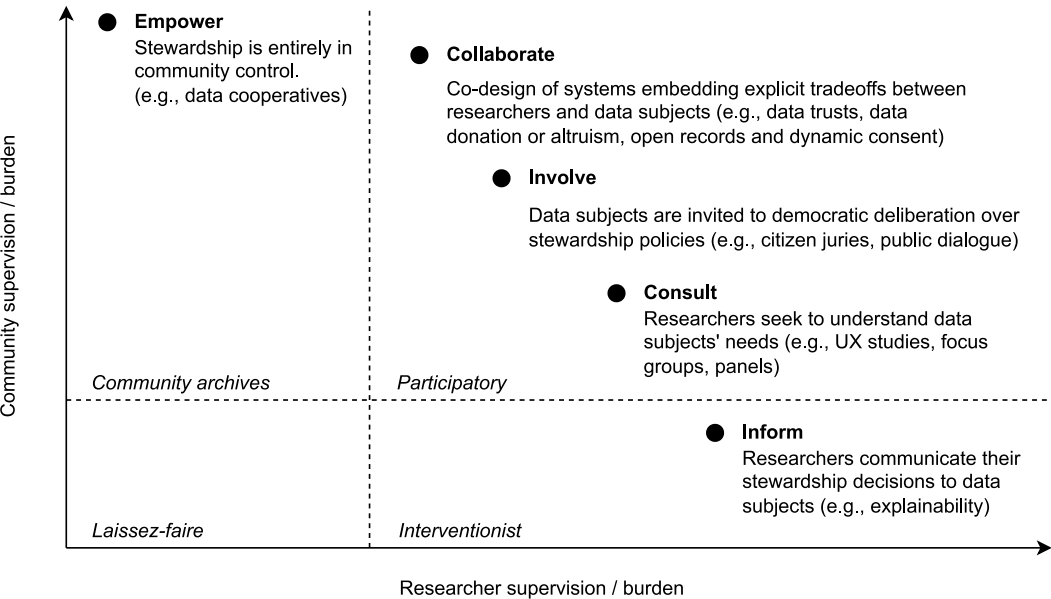 Empower
Stewardship is entirely in
community control.
(e.g., data cooperatives)
Collaborate
Co-design of systems embedding explicit tradeoffs between
researchers and data subjects (e.g., data trusts, data
donation or altruism, open records and dynamic consent)
Involve
Data subjects are invited to democratic deliberation over
stewardship policies (e.g., citizen juries, public dialogue)
Consult
Researchers seek to understand data
subjects' needs (e.g., UX studies, focus
groups, panels)
Community archives
Participatory
Inform
Researchers communicate their
stewardship decisions to data
subjects (e.g., explainability)
Laissez-faire
Interventionist
Community supervision / burden
Researcher supervision / burden